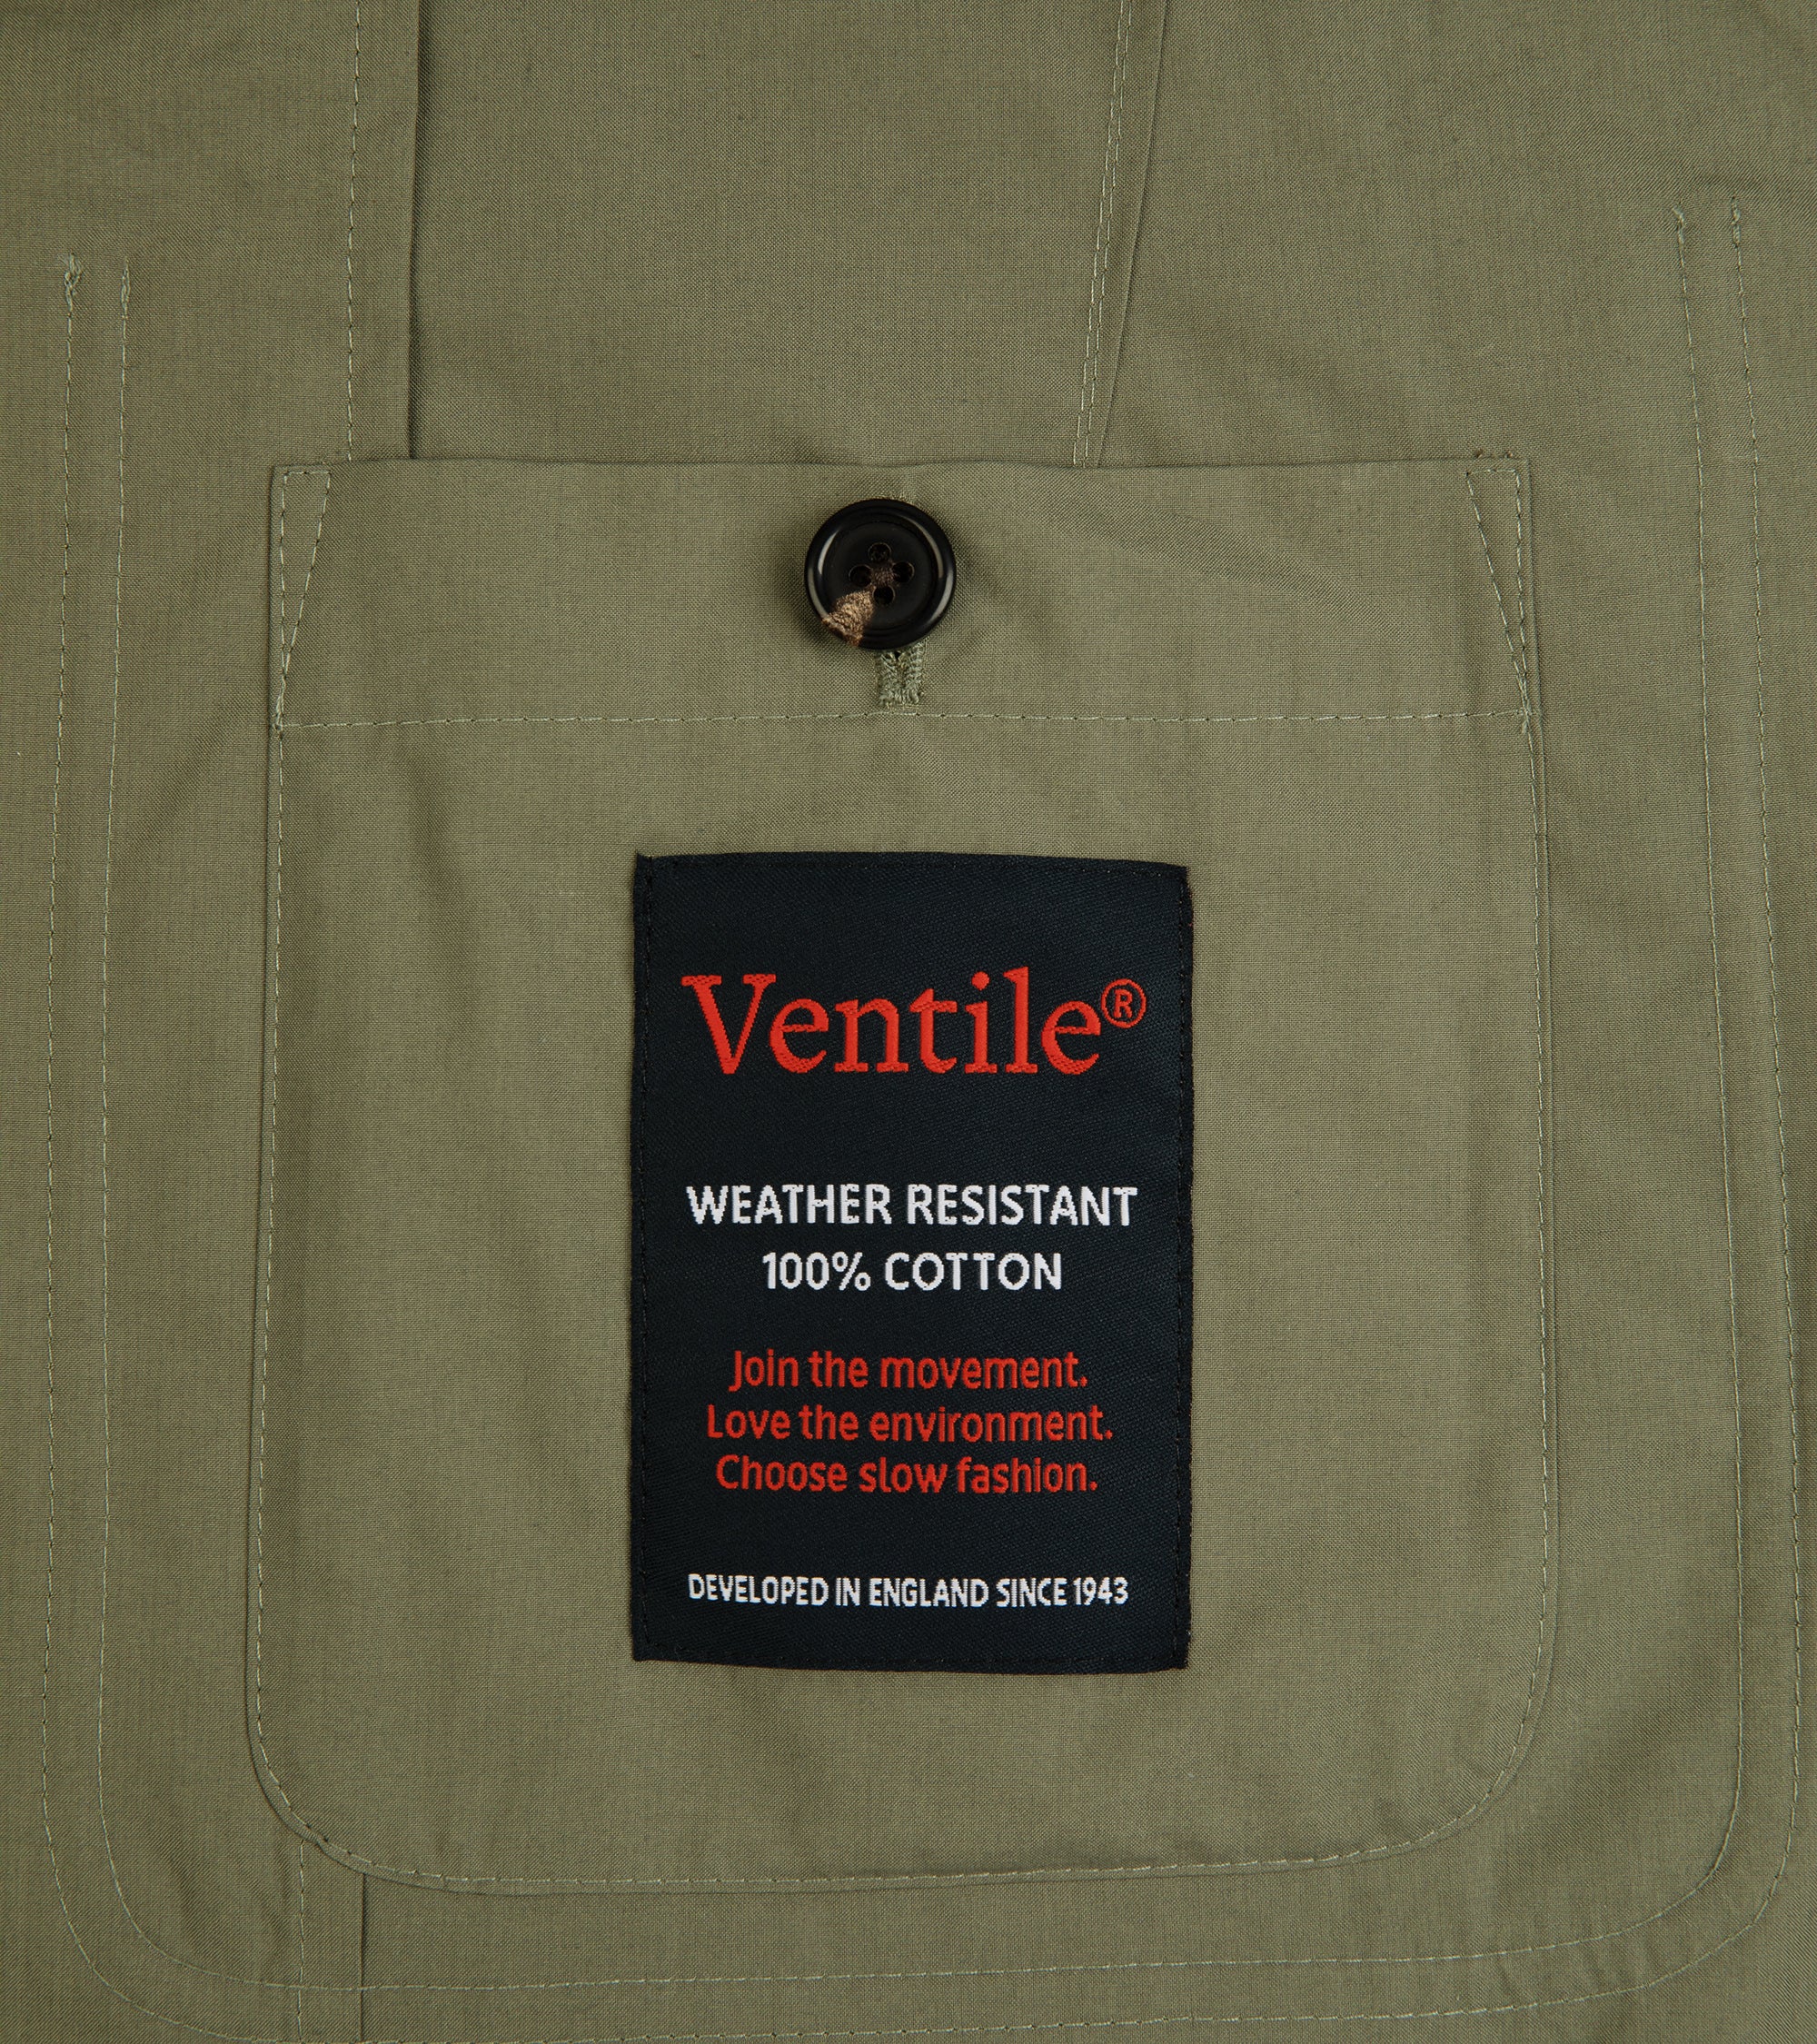 Ventile®
WEATHER RESISTANT
100% COTTON
Join the movement.
Love the environment.
Choose slow fashion.
DEVELOPED IN ENGLAND SINCE 1943